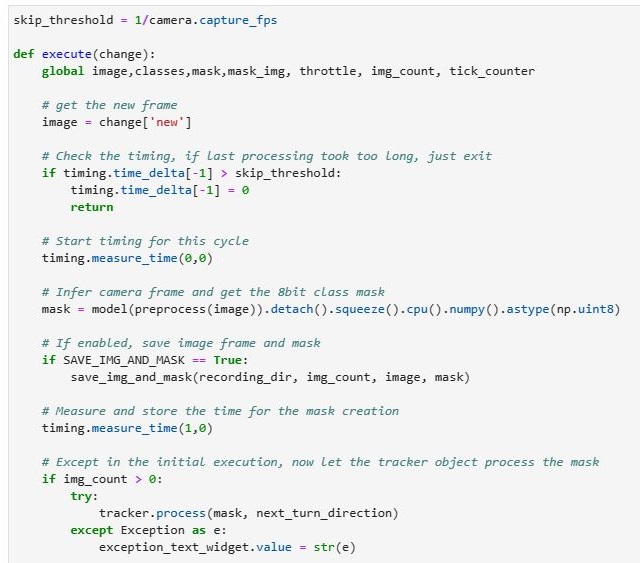 skip_threshold = 1/camera.capture_fps
def execute(change):
global image,classes,mask,mask_img, throttle, img_count, tick_counter
# get the new frame
image = change['new']
# Check the timing, if last processing took too long, just exit
if timing.time_delta[-1] > skip_threshold:
timing.time_delta[-1] = 0
return
# Start timing for this cycle
timing.measure_time(0,0)
# Infer camera frame and get the 8bit class mask
mask = model(preprocess(image)).detach().squeeze().cpu().numpy().astype(np.uint8)
# If enabled, save image frame and mask
if SAVE_IMG_AND_MASK == True:
save_img_and_mask(recording_dir, img_count, image, mask)
# Measure and store the time for the mask creation
timing.measure_time(1,0)
# Except in the initial execution, now let the tracker object process the mask
if img_count > 0:
try:
tracker.process(mask, next_turn_direction)
except Exception as e:
exception_text_widget.value = str(e)